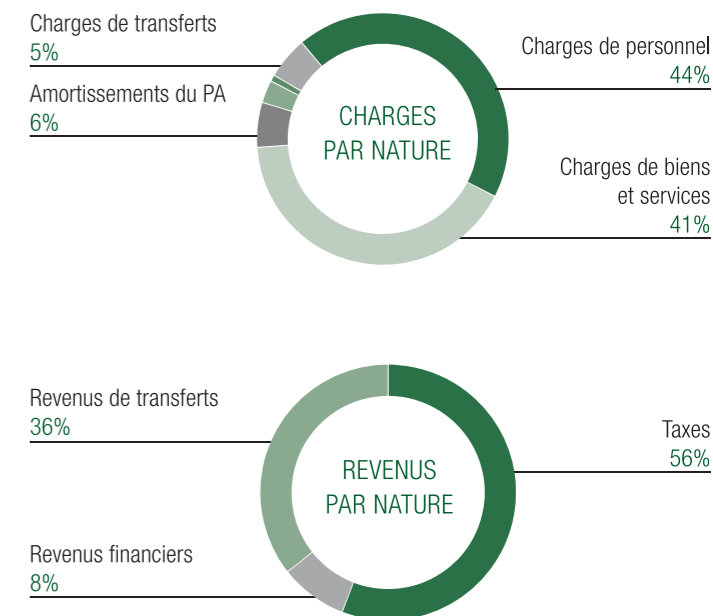 Charges de transferts
5%
Amortissements du PA
6%
CHARGES
PAR NATURE
Charges de personnel
44%
Charges de biens
et services
41%
Revenus de transferts
36%
Revenus financiers
8%
REVENUS
PAR NATURE
Taxes
56%